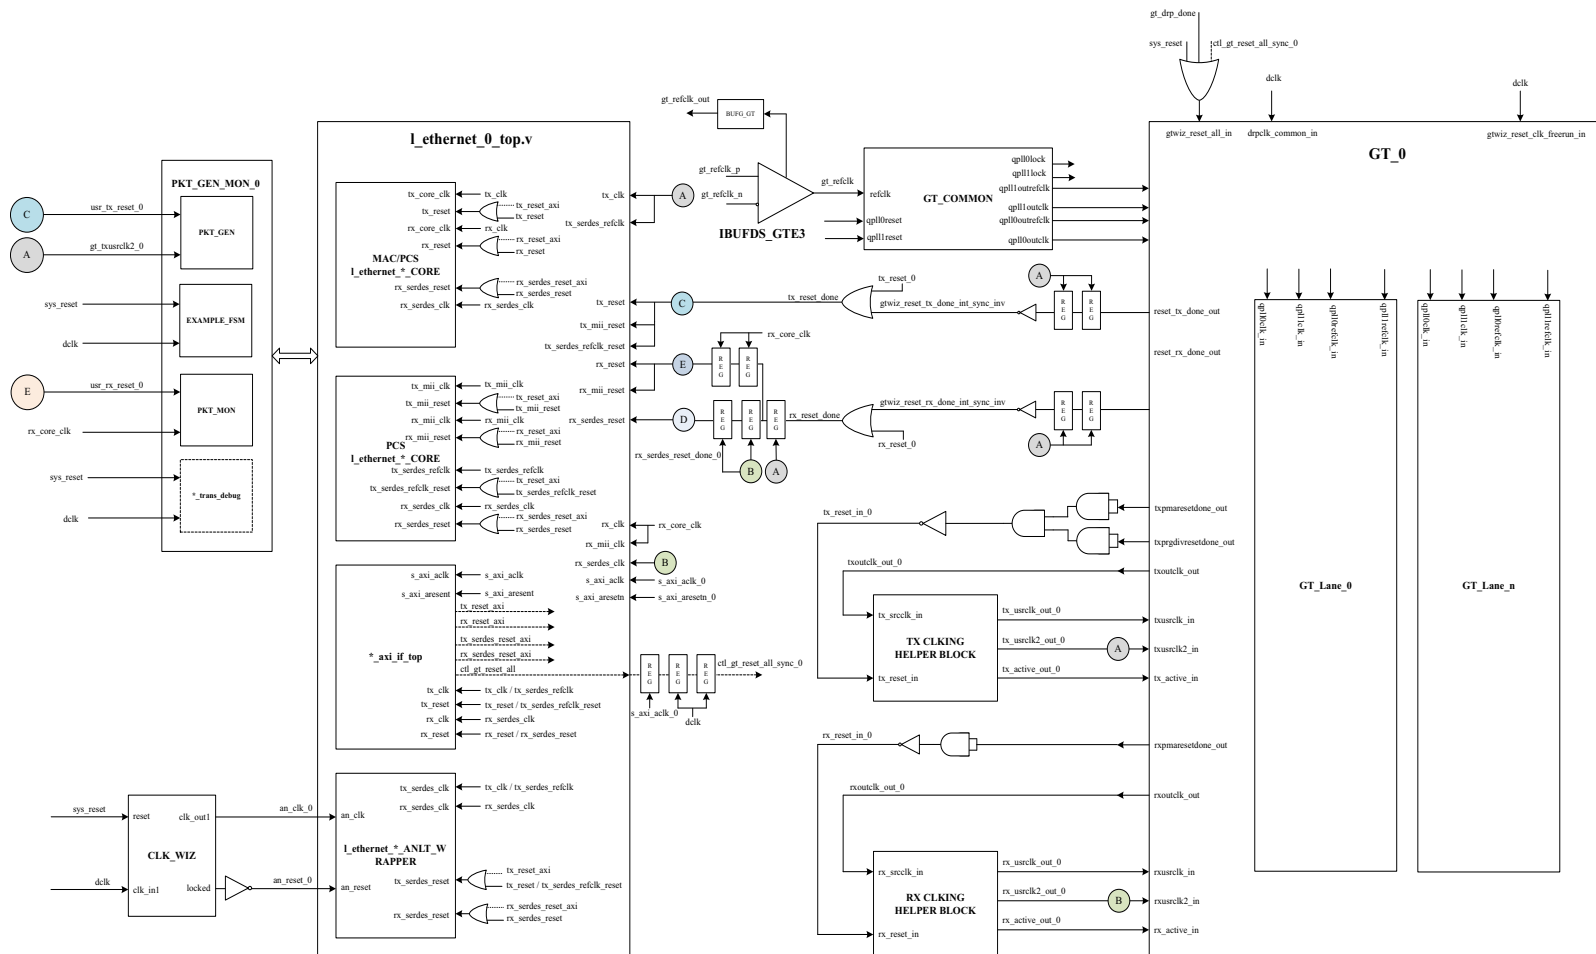 gt_drp_done
sys_reset
ctl_gt_reset_all_sync_0
dclk
dclk
gtwiz_reset_all_in
drpclk_common_in
gtwiz_reset_clk_freerun_in
GT_0
gt_refclk_out
BUFG_GT
gt_refclk_p
gt_refclk_n
gt_refclk
IBUFDS_GTE3
refclk
GT_COMMON
qpll0reset
qpll1reset
qpll0lock
qpll1lock
qpll1outrefclk
qpll1outclk
qpll0outrefclk
qpll0outclk
PKT_GEN_MON_0
C
usr_tx_reset_0
A
gt_txusrclk2_0
PKT_GEN
sys_reset
EXAMPLE_FSM
dclk
E
usr_rx_reset_0
PKT_MON
rx_core_clk
sys_reset
*_trans_debug
dclk
l_ethernet_0_top.v
tx_core_clk
tx_clk
tx_reset
tx_reset_axi
tx_reset
rx_core_clk
rx_clk
rx_reset
rx_reset_axi
rx_reset
MAC/PCS
l_ethernet_*_CORE
rx_serdes_reset
rx_serdes_reset_axi
rx_serdes_reset
rx_serdes_clk
rx_serdes_clk
tx_mii_clk
tx_mii_clk
tx_mii_reset
tx_reset_axi
tx_mii_reset
rx_mii_clk
rx_mii_clk
rx_mii_reset
rx_reset_axi
rx_mii_reset
PCS
l_ethernet_*_CORE
tx_serdes_refclk
tx_serdes_refclk
tx_serdes_refclk_reset
tx_reset_axi
tx_serdes_refclk_reset
rx_serdes_clk
rx_serdes_clk
rx_serdes_reset
rx_serdes_reset_axi
rx_serdes_reset
s_axi_aclk
s_axi_aclk
s_axi_aresent
s_axi_aresent
tx_reset_axi
rx_reset_axi
tx_serdes_reset_axi
rx_serdes_reset_axi
ctl_gt_reset_all
*_axi_if_top
tx_clk
tx_clk / tx_serdes_refclk
tx_reset
tx_reset / tx_serdes_refclk_reset
rx_clk
rx_serdes_clk
rx_reset
rx_reset / rx_serdes_reset
tx_serdes_clk
tx_clk / tx_serdes_refclk
rx_serdes_clk
rx_serdes_clk
an_clk
l_ethernet_*_ANLT_W
RAPPER
an_reset
tx_serdes_reset
tx_reset_axi
tx_reset / tx_serdes_refclk_reset
rx_serdes_reset
rx_serdes_reset_axi
rx_serdes_reset
sys_reset
reset
clk_out1
an_clk_0
CLK_WIZ
dclk
clk_in1
locked
an_reset_0
tx_clk
A
tx_serdes_refclk
tx_reset
C
tx_mii_reset
tx_serdes_refclk_reset
rx_reset
E
rx_mii_reset
rx_serdes_reset
D
rx_clk
rx_core_clk
rx_mii_clk
rx_serdes_clk
B
s_axi_aclk
s_axi_aclk_0
s_axi_aresetn
s_axi_aresetn_0
R
E
G
R
E
G
R
E
G
ctl_gt_reset_all_sync_0
s_axi_aclk_0
dclk
tx_reset_done
tx_reset_0
gtwiz_reset_tx_done_int_sync_inv
A
R
E
G
R
E
G
reset_tx_done_out
rx_core_clk
R
E
G
R
E
G
reset_rx_done_out
R
E
G
R
E
G
R
E
G
rx_reset_done
gtwiz_reset_rx_done_int_sync_inv
rx_reset_0
R
E
G
R
E
G
A
rx_serdes_reset_done_0
B
A
tx_reset_in_0
txpmaresetdone_out
txprgdivresetdone_out
txoutclk_out_0
txoutclk_out
tx_srcclk_in
TX CLKING
HELPER BLOCK
tx_reset_in
tx_usrclk_out_0
txusrclk_in
tx_usrclk2_out_0
A
txusrclk2_in
tx_active_out_0
tx_active_in
rx_reset_in_0
rxpmaresetdone_out
rxoutclk_out_0
rxoutclk_out
rx_srcclk_in
RX CLKING
HELPER BLOCK
rx_reset_in
rx_usrclk_out_0
rxusrclk_in
rx_usrclk2_out_0
B
rxusrclk2_in
rx_active_out_0
rx_active_in
qpll0clk_in
qpll1clk_in
qpll0refclk_in
qpll1refclk_in
GT_Lane_0
qpll0clk_in
qpll1clk_in
qpll0refclk_in
qpll1refclk_in
GT_Lane_n